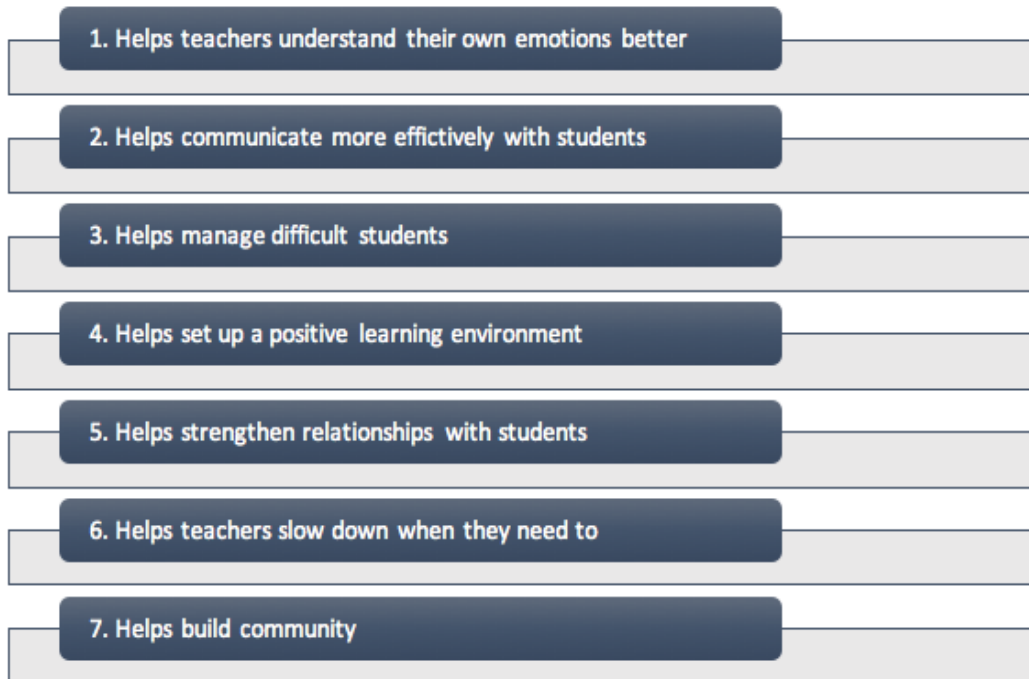 1. Helps teachers understand their own emotions better
2. Helps communicate more effictively with students
3. Helps manage difficult students
4. Helps set up a positive learning environment
5. Helps strengthen relationships with students
6. Helps teachers slow down when they need to
7. Helps build community